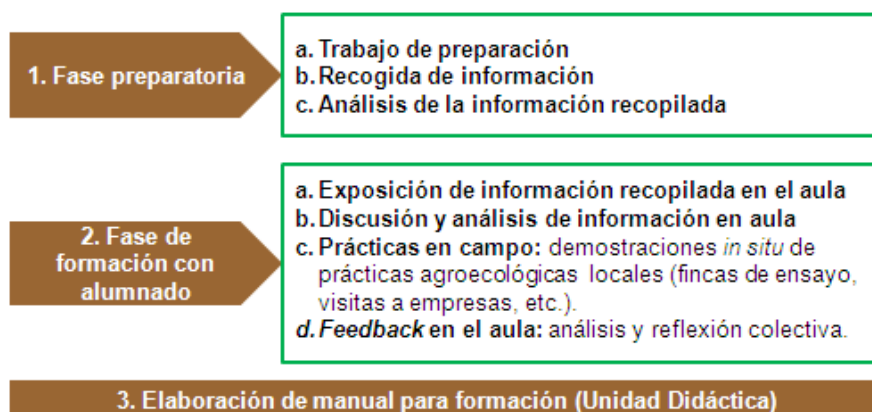 1. Fase preparatoria
a. Trabajo de preparación
b. Recogida de información
c. Análisis de la información recopilada
2. Fase de
formación con
alumnado
a. Exposición de información recopilada en el aula
b. Discusión y análisis de información en aula
c. Prácticas en campo: demostraciones in situ de
prácticas agroecológicas locales (fincas de ensayo,
visitas a empresas, etc.).
d. Feedback en el aula: análisis y reflexión colectiva.
3. Elaboración de manual para formación (Unidad Didáctica)